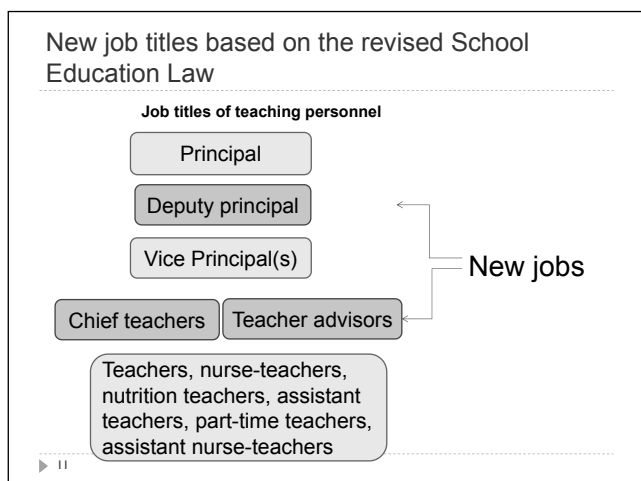 New job titles based on the revised School
Education Law
Job titles of teaching personnel
Principal
Deputy principal
Vice Principal(s)
New jobs
Chief teachers
Teacher advisors
Teachers, nurse-teachers,
nutrition teachers, assistant
teachers, part-time teachers,
assistant nurse-teachers
11